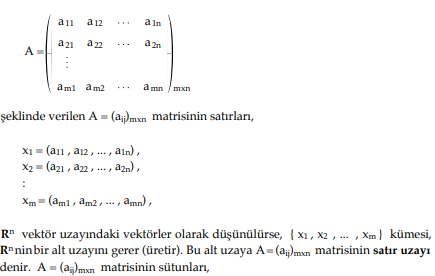 a11 a12 ⋯ a1n
a21 a22 ⋯ a2n
A =
⋮
am1 am2 ⋯ amn mxn
şeklinde verilen A = (aij)mxn matrisinin satırları,
x1 = (a11 , a12 , ... , a1n) ,
x2 = (a21 , a22 , ... , a2n) ,
:
xm = (am1 , am2 , ... , amn) ,
Rn vektör uzayındaki vektörler olarak düşünülürse, { x1 , x2 , ... , xm } kümesi,
Rn nin bir alt uzayını gerer (üretir). Bu alt uzaya A = (aij)mxn matrisinin satır uzayı
denir. A = (aij)mxn matrisinin sütunları,